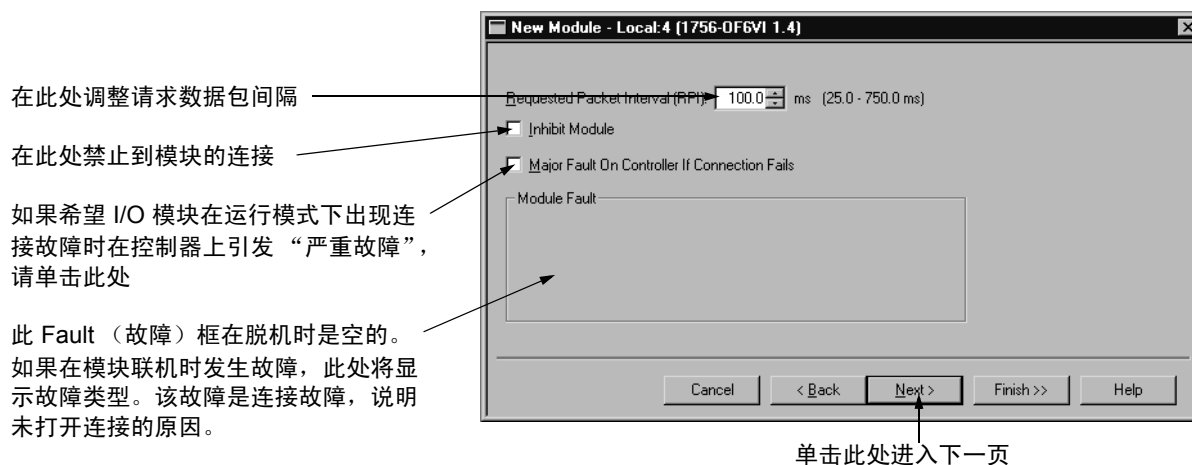 New Module - Local:4 (1756-OF6VI 1.4)
在此处调整请求数据包间隔
Requested Packet Interval (RPI): 100.0 ms (25.0 - 750.0 ms)
Inhibit Module
在此处禁止到模块的连接
Major Fault On Controller If Connection Fails
如果希望 I/O 模块在运行模式下出现连
接故障时在控制器上引发 “严重故障”，
请单击此处
Module Fault
此 Fault （故障）框在脱机时是空的。
如果在模块联机时发生故障，此处将显
示故障类型。该故障是连接故障，说明
未打开连接的原因。
Cancel
< Back
Next >
Finish >>
Help
单击此处进入下一页